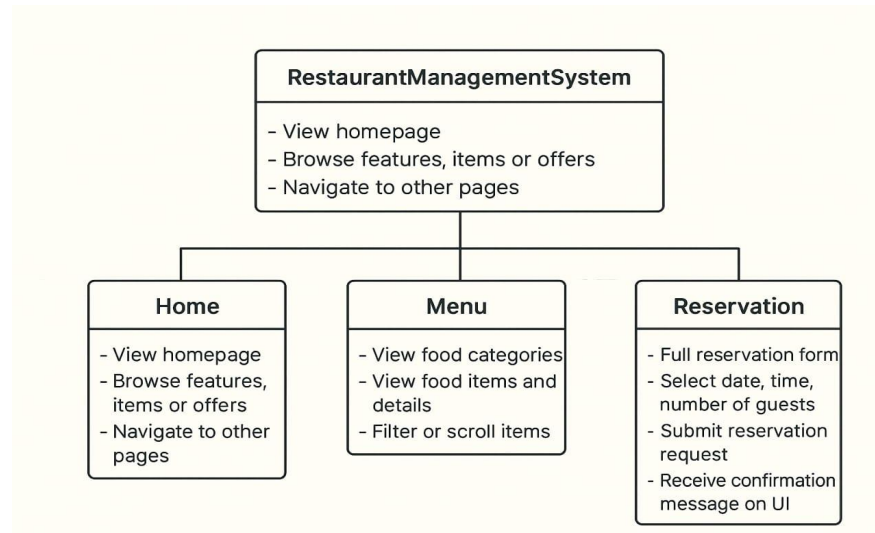 RestaurantManagementSystem
- View homepage
- Browse features, items or offers
- Navigate to other pages
Home
- View homepage
- Browse features,
items or offers
- Navigate to other
pages
Menu
- View food categories
- View food items and
details
- Filter or scroll items
Reservation
- Full reservation form
- Select date, time,
number of guests
- Submit reservation
request
- Receive confirmation
message on UI